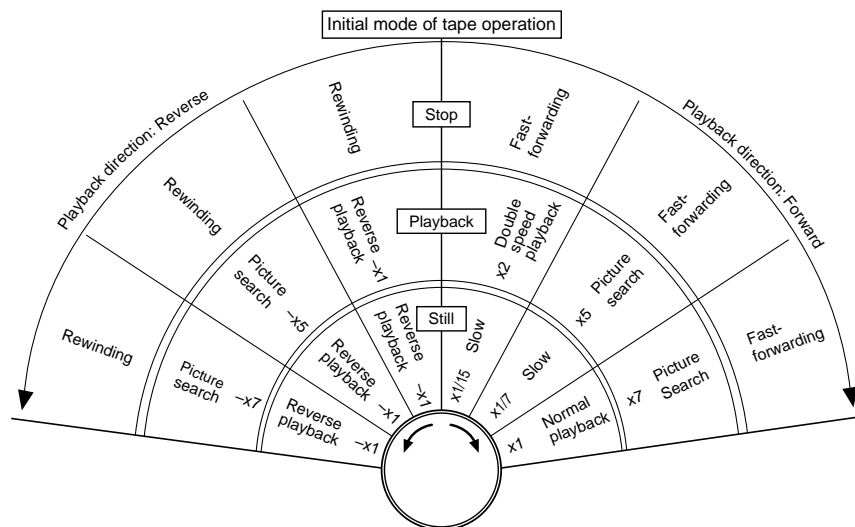 Initial mode of tape operation
Playback direction: Reverse
Playback direction: Forward
Stop
Rewinding
Rewinding
Rewinding
Fast-
forwarding
Fast-
forwarding
Fast-
forwarding
Playback
Picture
search
–x7
Picture
search
–x5
Reverse
playback
–x1
Double
speed
playback
x2
Picture
search
x5
Picture
Search
x7
Still
Reverse
playback
–x1
Reverse
playback
–x1
Reverse
playback
–x1
Slow
x1/15
Slow
x1/7
Normal
playback
x1